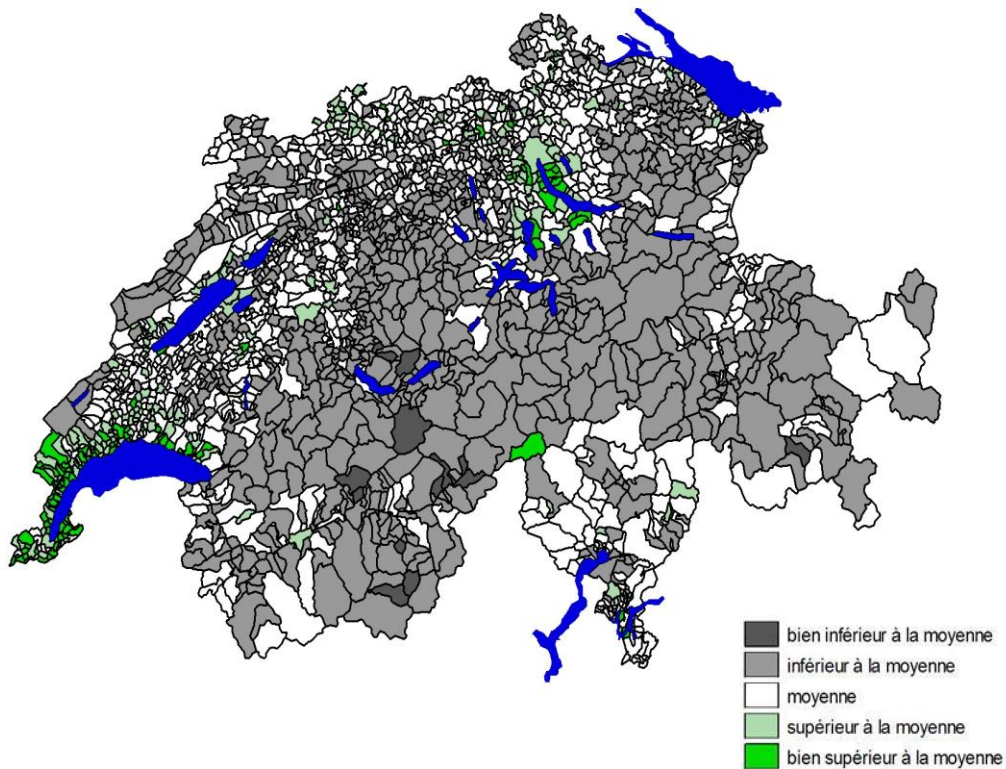 bien inférieur à la moyenne
inférieur à la moyenne
moyenne
supérieur à la moyenne
bien supérieur à la moyenne